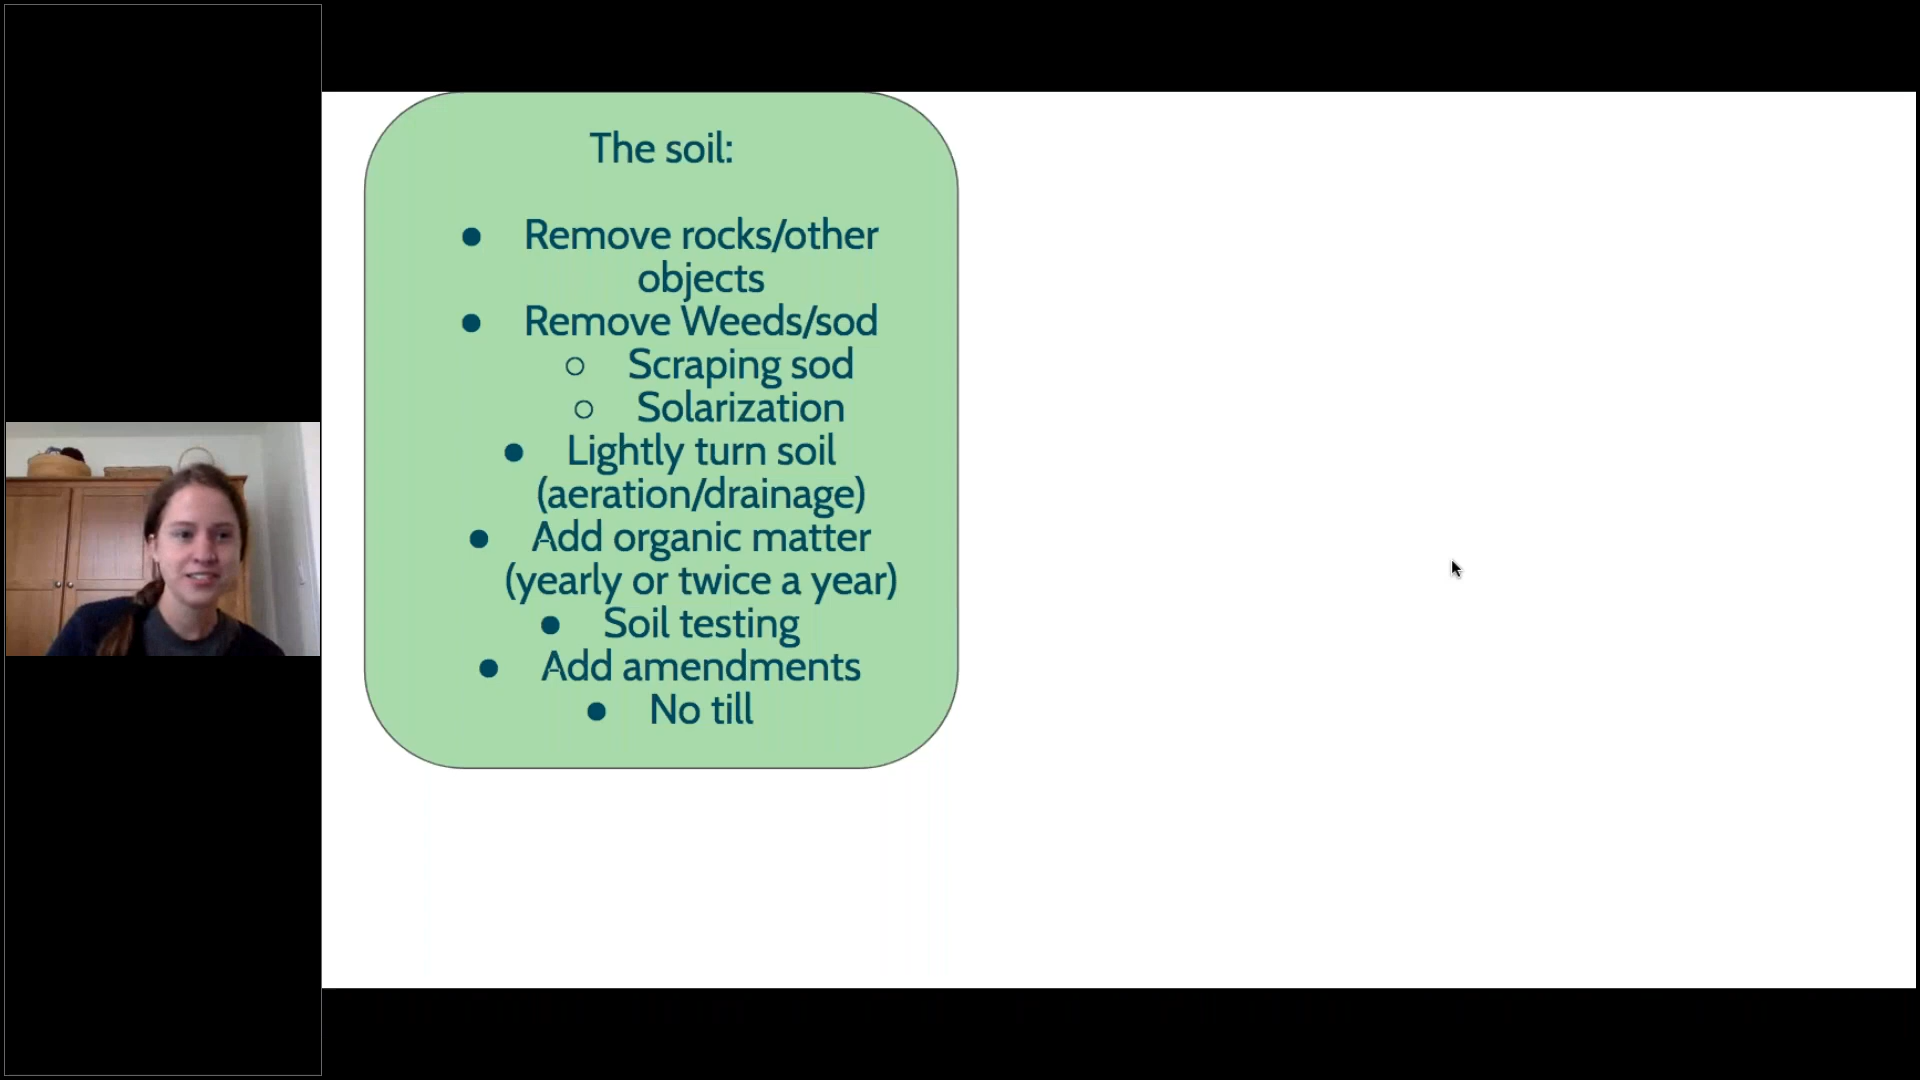 The soil:
● Remove rocks/other
objects
● Remove Weeds/sod
○ Scraping sod
○ Solarization
● Lightly turn soil
(aeration/drainage)
● Add organic matter
(yearly or twice a year)
● Soil testing
● Add amendments
● No till